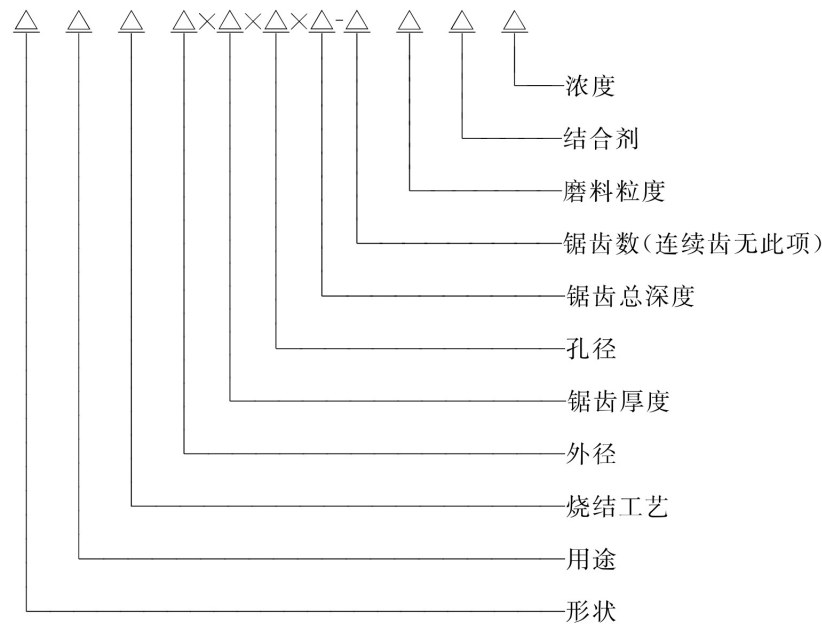 △ △ △ △×△×△×△-△ △ △ △
浓度
结合剂
磨料粒度
锯齿数(连续齿无此项)
锯齿总深度
孔径
锯齿厚度
外径
烧结工艺
用途
形状